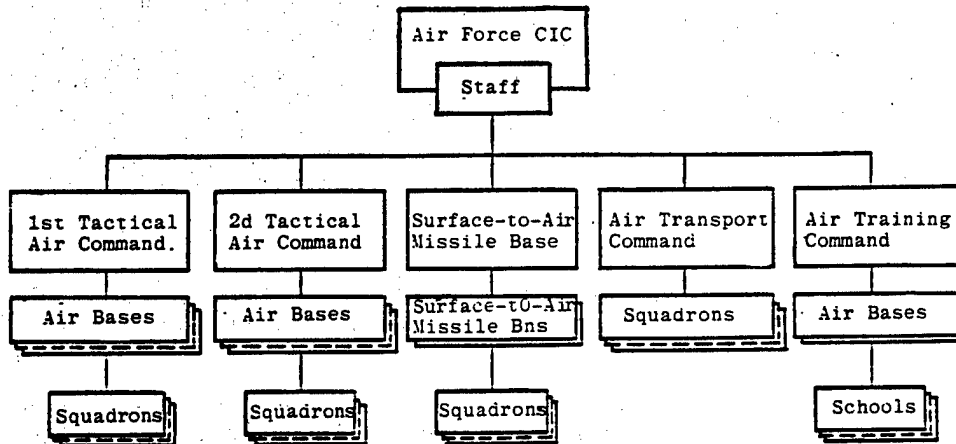 Air Force CIC
Staff
1st Tactical
Air Command.
2d Tactical
Air Command
Surface-to-Air
Missile Base
Air Transport
Command
Air Training
Command
Air Bases
Air Bases
Surface-tO-Air
Missile Bns
Squadrons
Air Bases
Squadrons
Squadrons
Squadrons
Schools